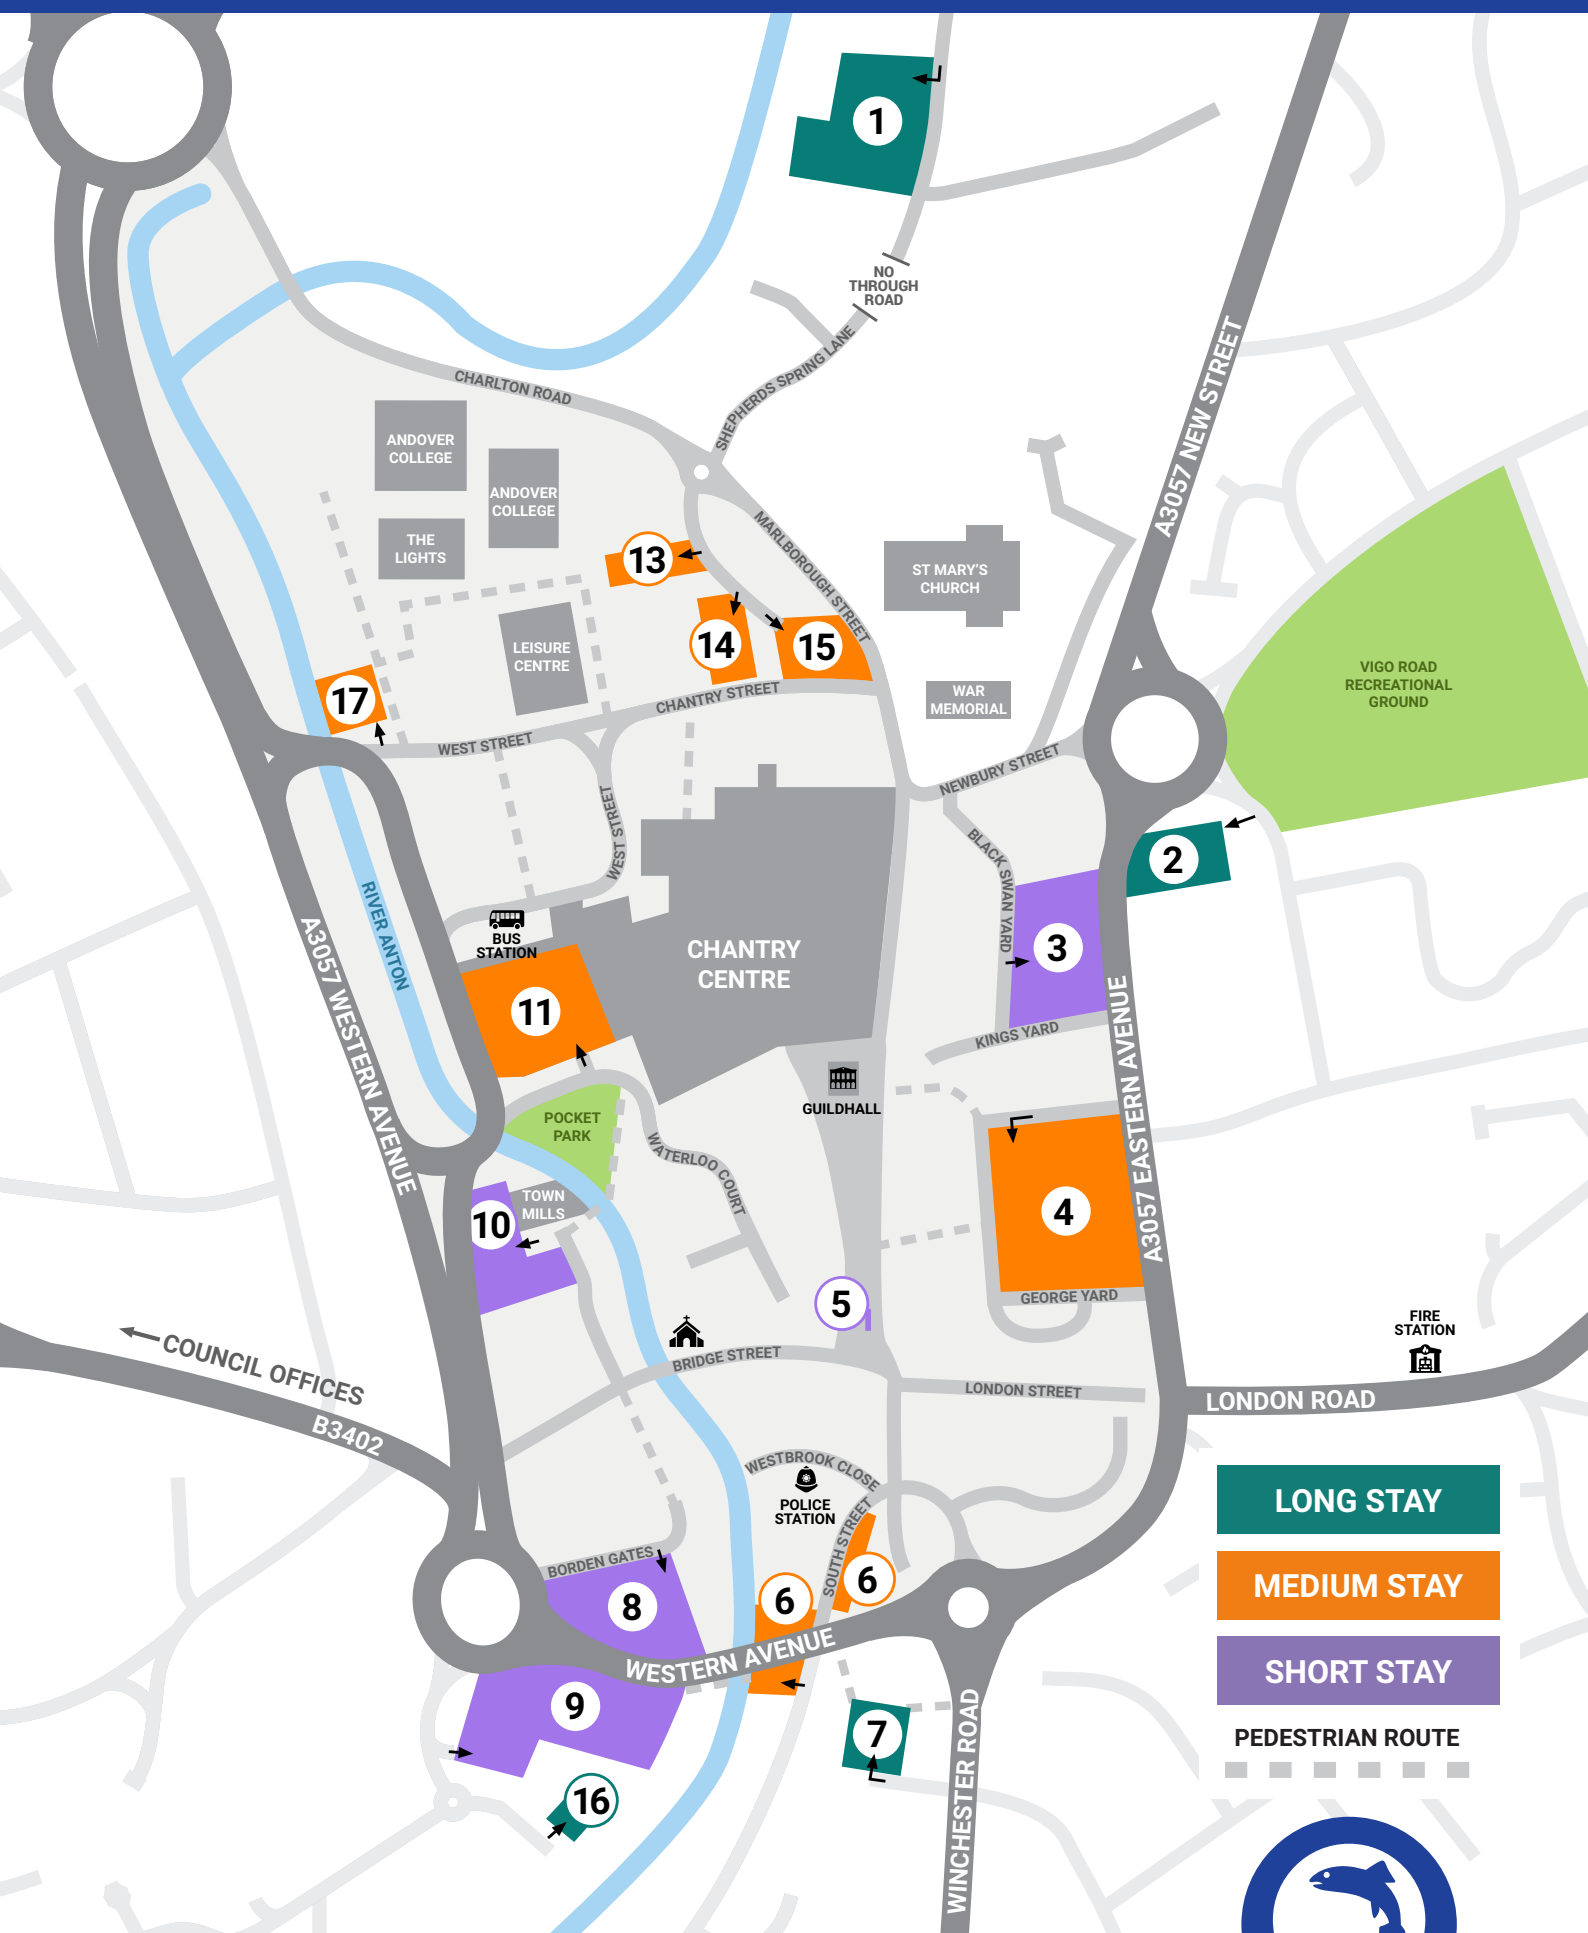 1
NO
THROUGH
ROAD
SHEPHERDS SPRING LANE
CHARLTON ROAD
A3057 NEW STREET
ANDOVER
COLLEGE
ANDOVER
COLLEGE
THE
LIGHTS
MARLBOROUGH STREET
13
14
15
ST MARY'S
CHURCH
LEISURE
CENTRE
17
CHANTRY STREET
WEST STREET
WAR
MEMORIAL
VIGO ROAD
RECREATIONAL
GROUND
NEWBURY STREET
WEST STREET
BLACK SWAN YARD
2
3
RIVER ANTON
A3057 WESTERN AVENUE
BUS
STATION
CHANTRY
CENTRE
11
KINGS YARD
A3057 EASTERN AVENUE
GUILDHALL
POCKET
PARK
WATERLOO COURT
TOWN
MILLS
10
4
GEORGE YARD
5
COUNCIL OFFICES
B3402
BRIDGE STREET
LONDON STREET
FIRE
STATION
LONDON ROAD
WESTBROOK CLOSE
POLICE
STATION
SOUTH STREET
BORDEN GATES
8
6
6
WESTERN AVENUE
9
7
16
WINCHESTER ROAD
LONG STAY
MEDIUM STAY
SHORT STAY
PEDESTRIAN ROUTE